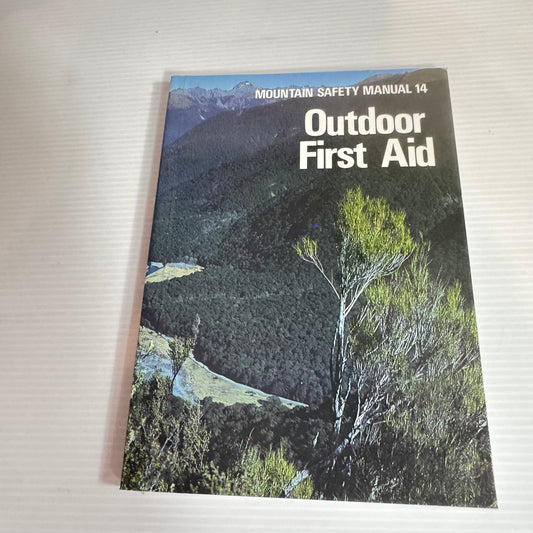 MOUNTAIN SAFETY MANUAL 14
Outdoor
First Aid